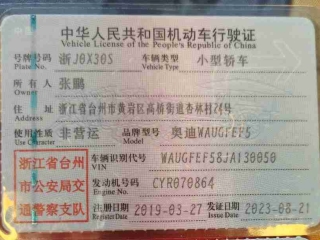 中华人民共和国机动车行驶证
Vehicle License of the People's Republic of China
号牌号码 浙J0X30S 车辆类型 小型轿车
Plate No. Vehicle Type
所有人 张鹏
Owner
住址 浙江省台州市黄岩区高桥街道杏林村24号
Address
使用性质 非营运 品牌型号 奥迪WAUGFEF5
Use Character Model
浙江省台州
市公安局交
通警察支队
车辆识别代号 WAUGFEF58JA130050
VIN
发动机号码 CYR070864
Engine No.
注册日期 2019-03-27 发证日期 2023-08-21
Register Date Issue Date